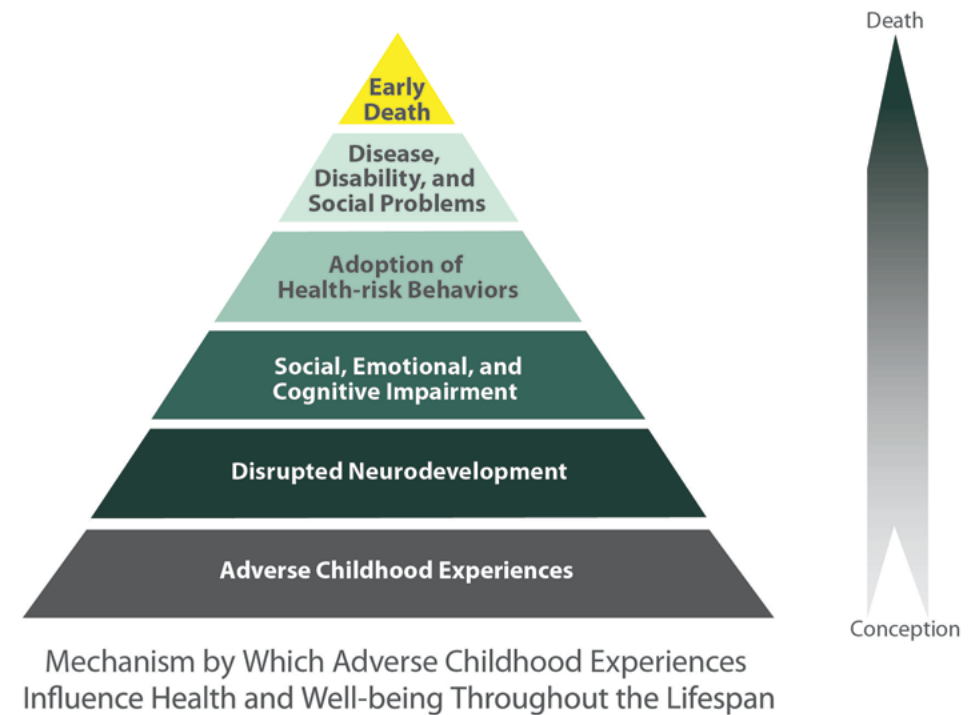 Death
Early
Death
Disease,
Disability, and
Social Problems
Adoption of
Health-risk Behaviors
Social, Emotional, and
Cognitive Impairment
Disrupted Neurodevelopment
Adverse Childhood Experiences
Conception
Mechanism by Which Adverse Childhood Experiences
Influence Health and Well-being Throughout the Lifespan